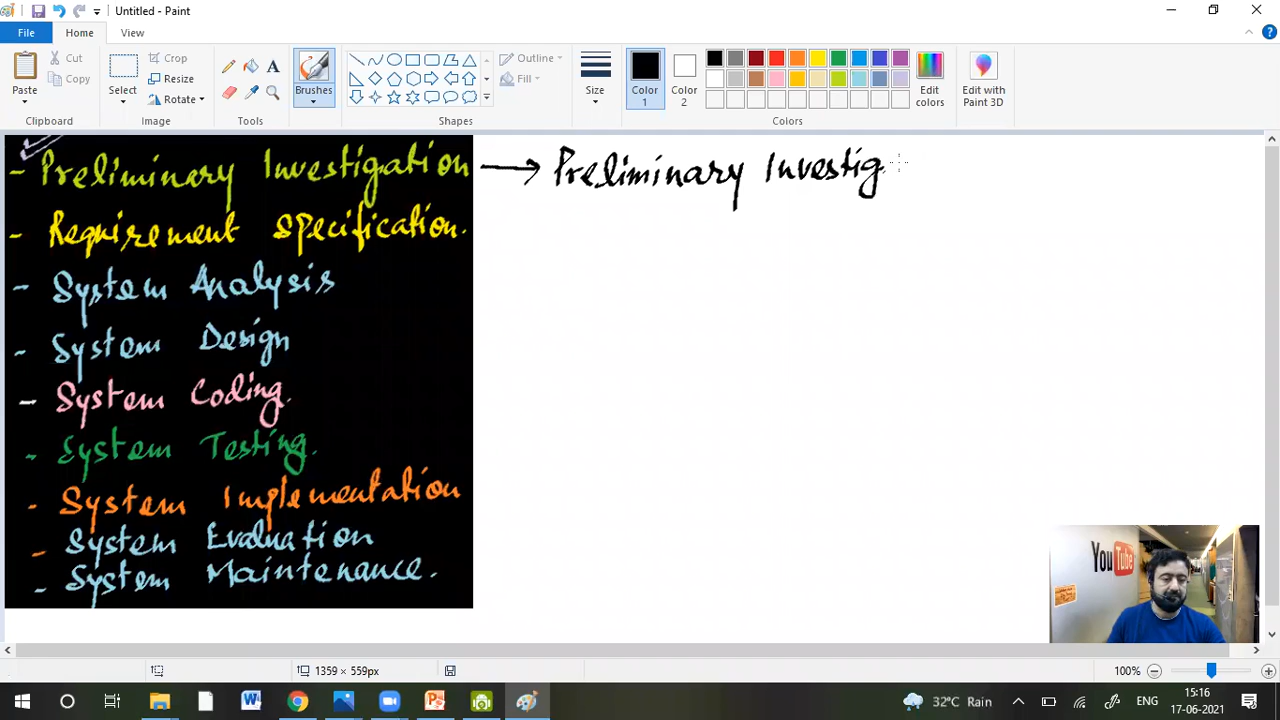 Untitled - Paint
File Home View
Paste Cut Copy Clipboard
Select Crop Resize Rotate Image
A Tools
Brushes
Outline Fill Shapes
Size
Color 1 Color 2 Edit colors Edit with Paint 3D Colors
- Preliminary Investigation → Preliminary Investig
- Requirement Specification.
- System Analysis
- System Design
- System Coding.
- System Testing.
- System Implementation
- System Evaluation
- System Maintenance.
YouTube
1359 × 559px 100%
32°C Rain ENG 15:16
17-06-2021